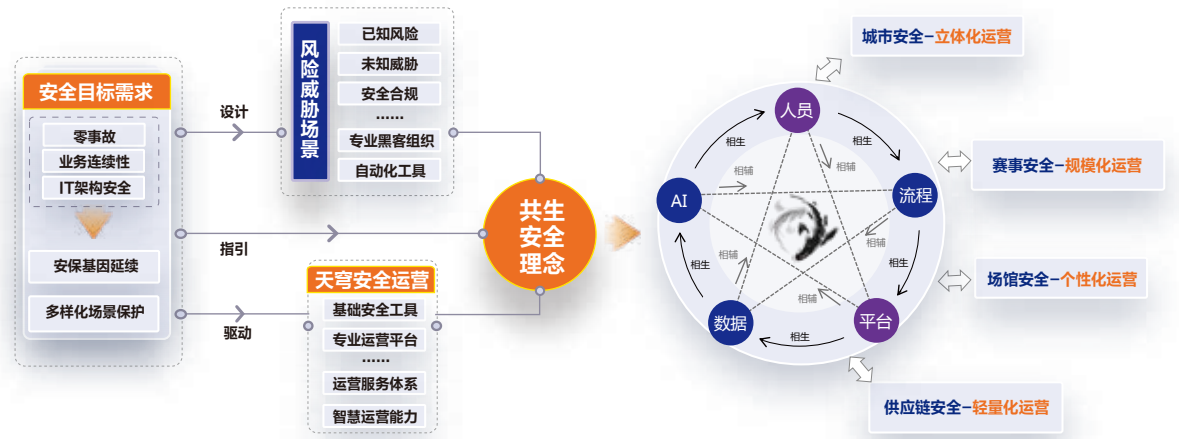 安全目标需求
零事故
业务连续性
IT架构安全
安保基因延续
多样化场景保护
设计
指引
驱动
风险威胁场景
已知风险
未知威胁
安全合规
......
专业黑客组织
自动化工具
天穹安全运营
基础安全工具
专业运营平台
......
运营服务体系
智慧运营能力
共生
安全
理念
人员
流程
平台
数据
AI
相生
相生
相生
相生
相生
相辅
相辅
相辅
相辅
相辅
城市安全–立体化运营
赛事安全–规模化运营
场馆安全–个性化运营
供应链安全–轻量化运营